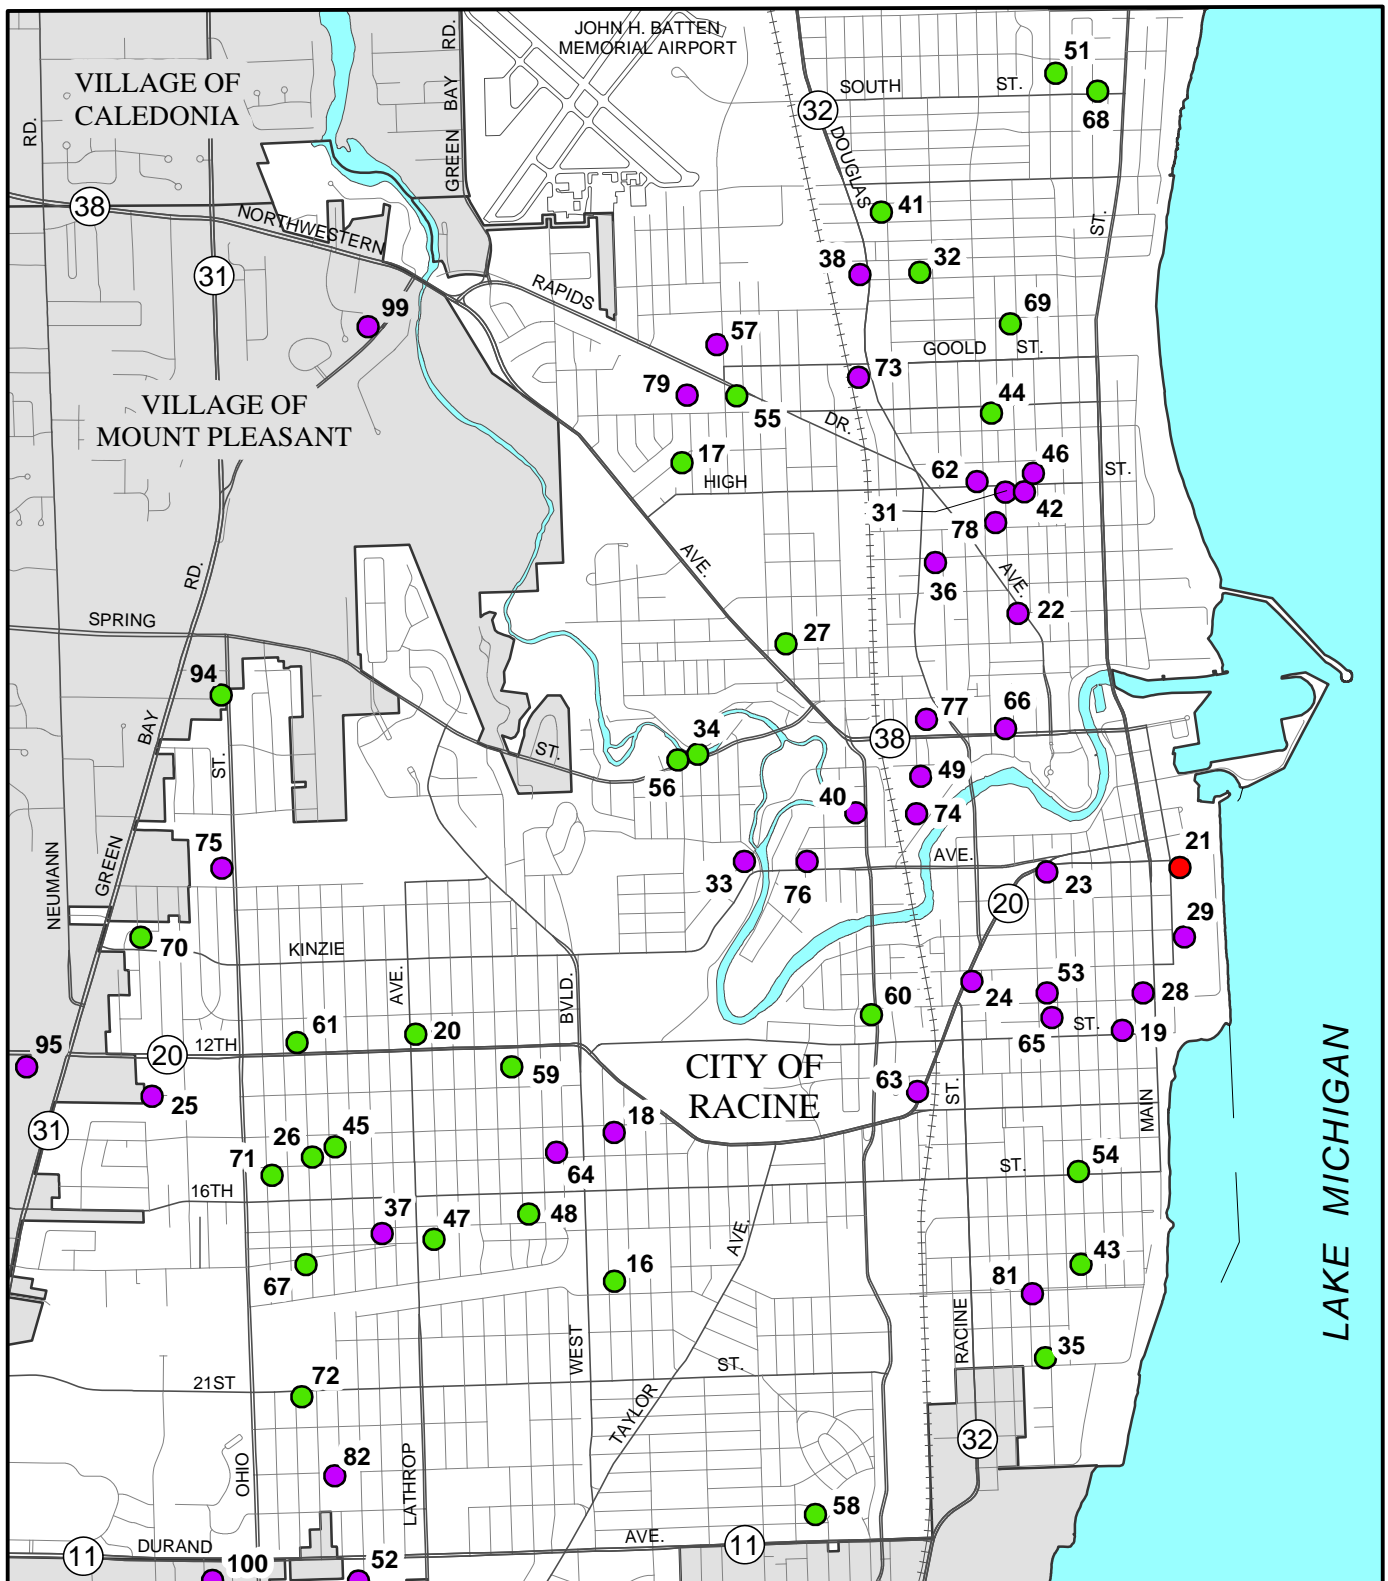 JOHN H. BATTEN
MEMORIAL AIRPORT
RD.
BAY
GREEN
51
VILLAGE OF
CALEDONIA
SOUTH
ST.
68
32
RD.
DOUGLAS
38
NORTHWESTERN
41
ST.
31
38
32
RAPIDS
99
57
69
GOOLD
ST.
73
79
55
VILLAGE OF
MOUNT PLEASANT
44
DR.
17
HIGH
62
46
ST.
31
42
78
AVE.
36
AVE.
22
RD.
SPRING
27
94
77
66
BAY
ST.
34
38
ST.
56
49
40
74
75
21
NEUMANN
GREEN
33
76
AVE.
23
20
29
70
KINZIE
AVE.
BVLD.
60
24
53
28
61
20
65
ST.
19
95
20
12TH
59
CITY OF
RACINE
63
ST.
MAIN
LAKE MICHIGAN
25
31
18
26
45
71
64
54
ST.
16TH
37
47
48
AVE.
67
16
43
81
RACINE
WEST
35
72
21ST
ST.
TAYLOR
32
OHIO
82
LATHROP
58
11
DURAND
AVE.
11
100
52